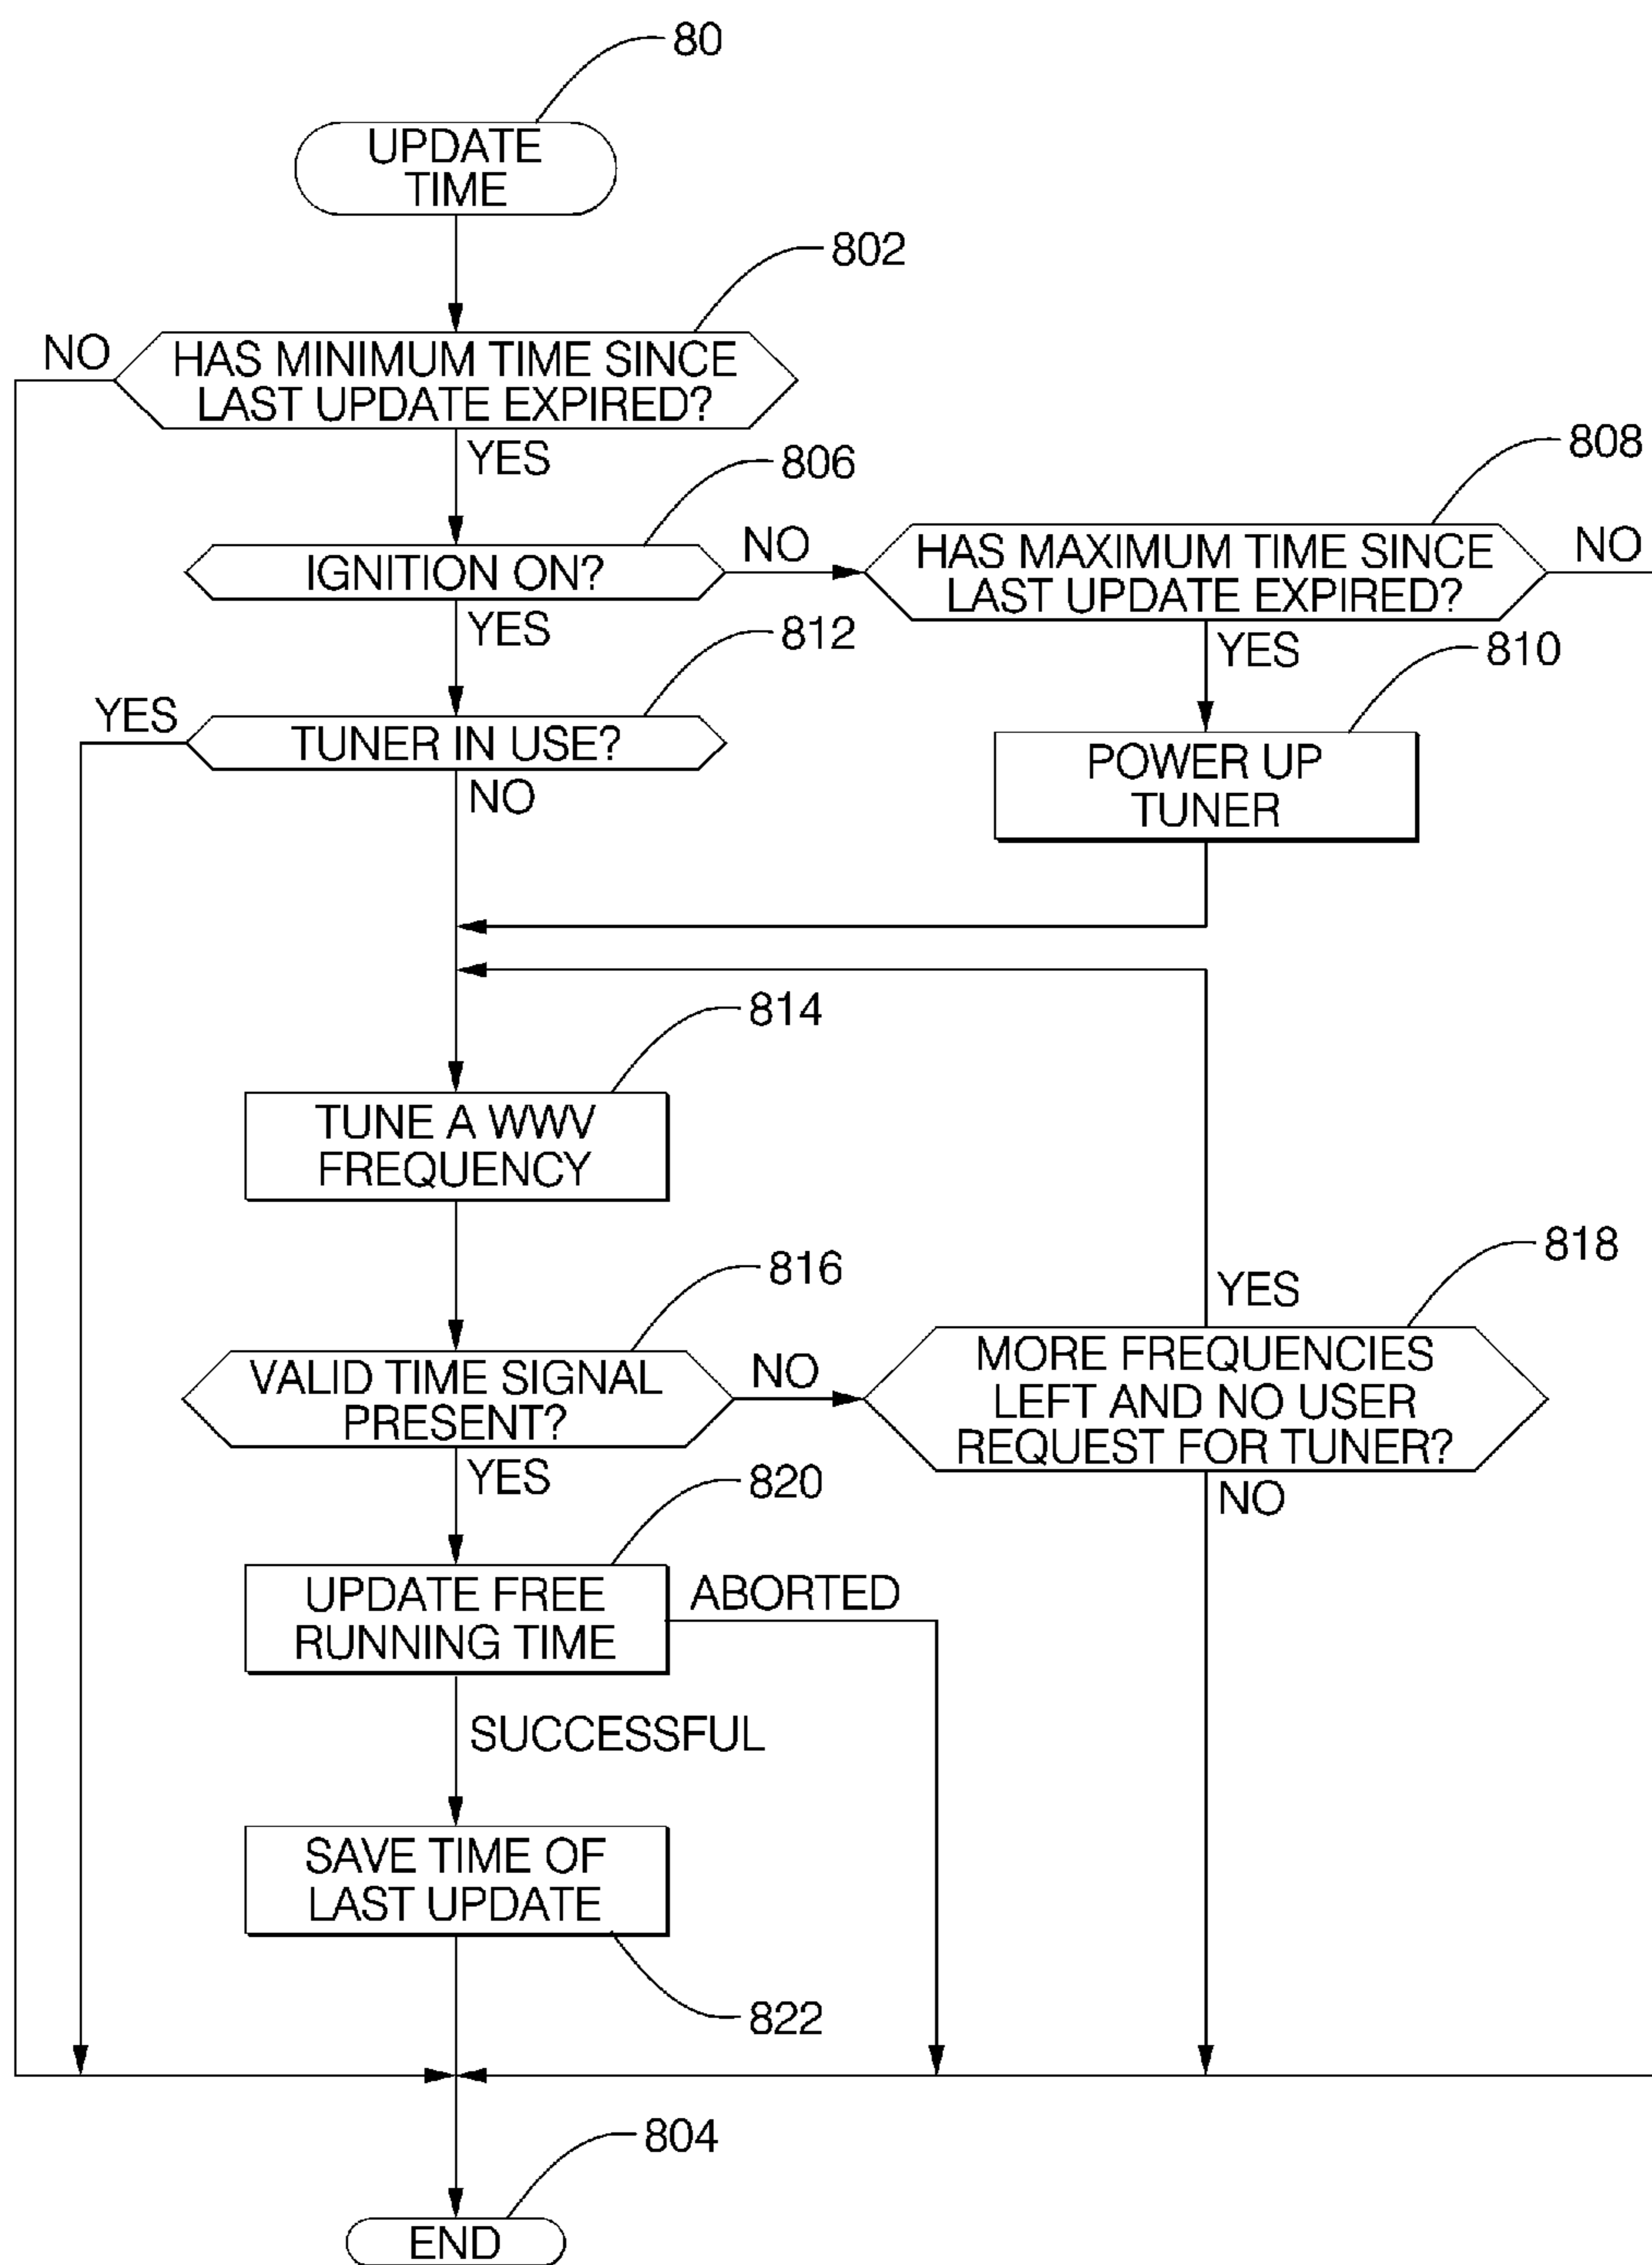 80
UPDATE
TIME
802
NO
HAS MINIMUM TIME SINCE
LAST UPDATE EXPIRED?
YES
806
808
IGNITION ON?
NO
HAS MAXIMUM TIME SINCE
LAST UPDATE EXPIRED?
NO
YES
812
YES
810
YES
TUNER IN USE?
NO
POWER UP
TUNER
814
TUNE A WWV
FREQUENCY
816
818
YES
VALID TIME SIGNAL
PRESENT?
NO
MORE FREQUENCIES
LEFT AND NO USER
REQUEST FOR TUNER?
YES
820
NO
UPDATE FREE
RUNNING TIME
ABORTED
SUCCESSFUL
SAVE TIME OF
LAST UPDATE
822
804
END